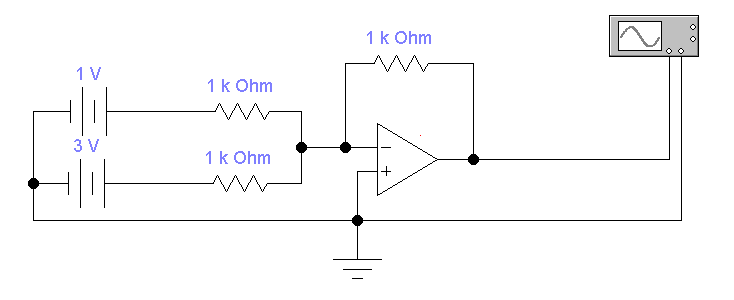 1 k Ohm
1 V
1 k Ohm
3 V
1 k Ohm
−
+